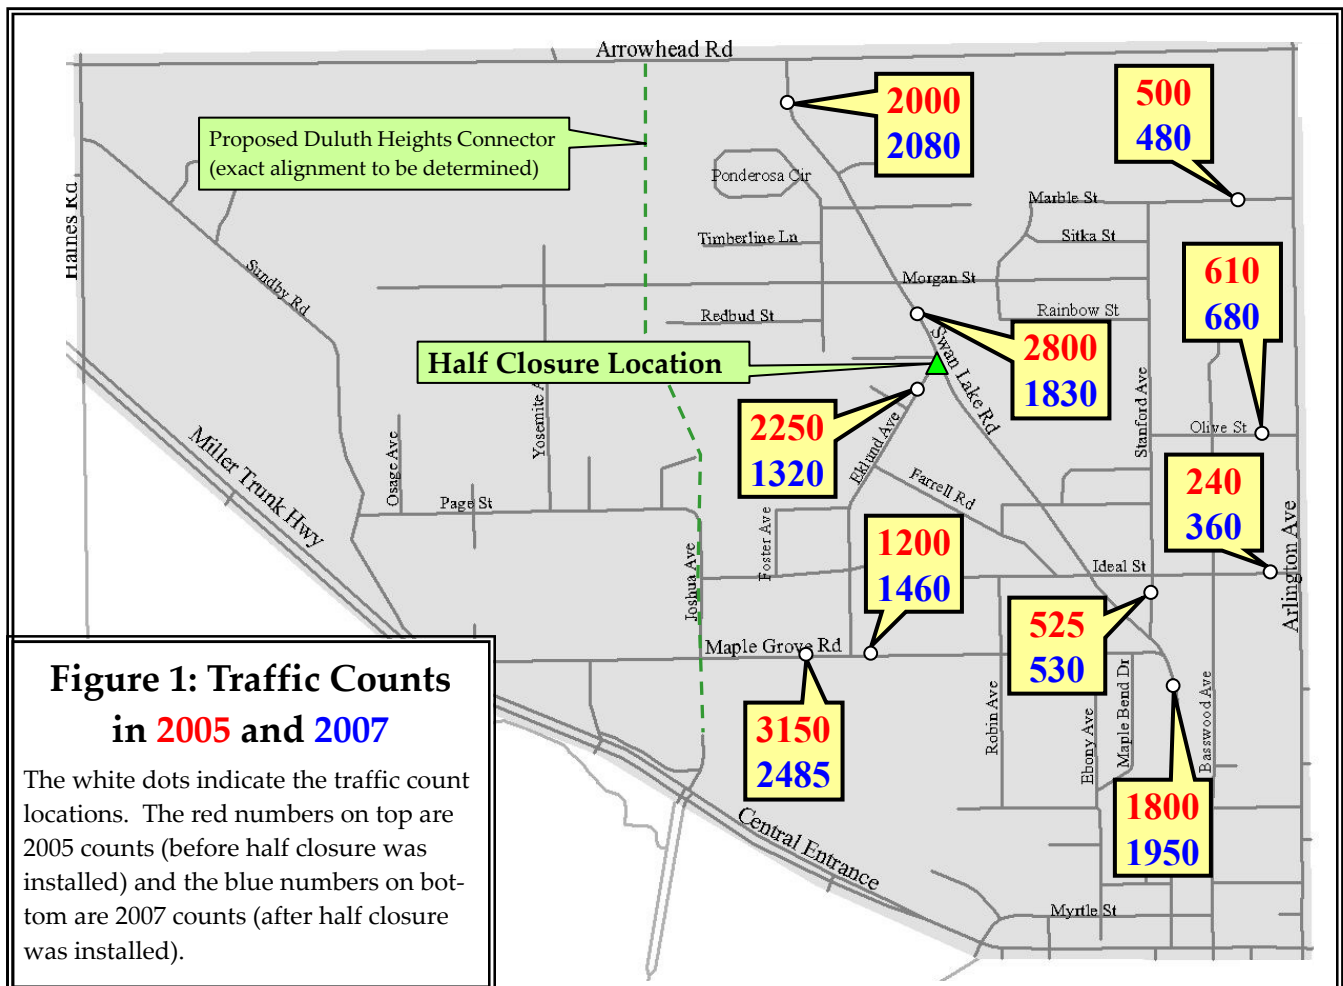 Arrowhead Rd
2000
2080
500
480
Proposed Duluth Heights Connector
(exact alignment to be determined)
Ponderosa Cir
Marble St
Haines Rd
Timberline Ln
Sitka St
Sundby Rd
Morgan St
610
680
Redbud St
Rainbow St
Half Closure Location
Swan Lake Rd
2800
1830
Yosemite A
Stanford Ave
2250
1320
Eklund Ave
Olive St
Miller Trunk Hwy
Osage Ave
Page St
Farrell Rd
240
360
Foster Ave
1200
1460
Ideal St
Joshua Ave
Arlington Ave
Maple Grove Rd
525
530
Figure 1: Traffic Counts
in 2005 and 2007
The white dots indicate the traffic count
locations. The red numbers on top are
2005 counts (before half closure was
installed) and the blue numbers on bot-
tom are 2007 counts (after half closure
was installed).
3150
2485
Robin Ave
Ebony Ave
Maple Bend Dr
Basswood Ave
1800
1950
Central Entrance
Myrtle St